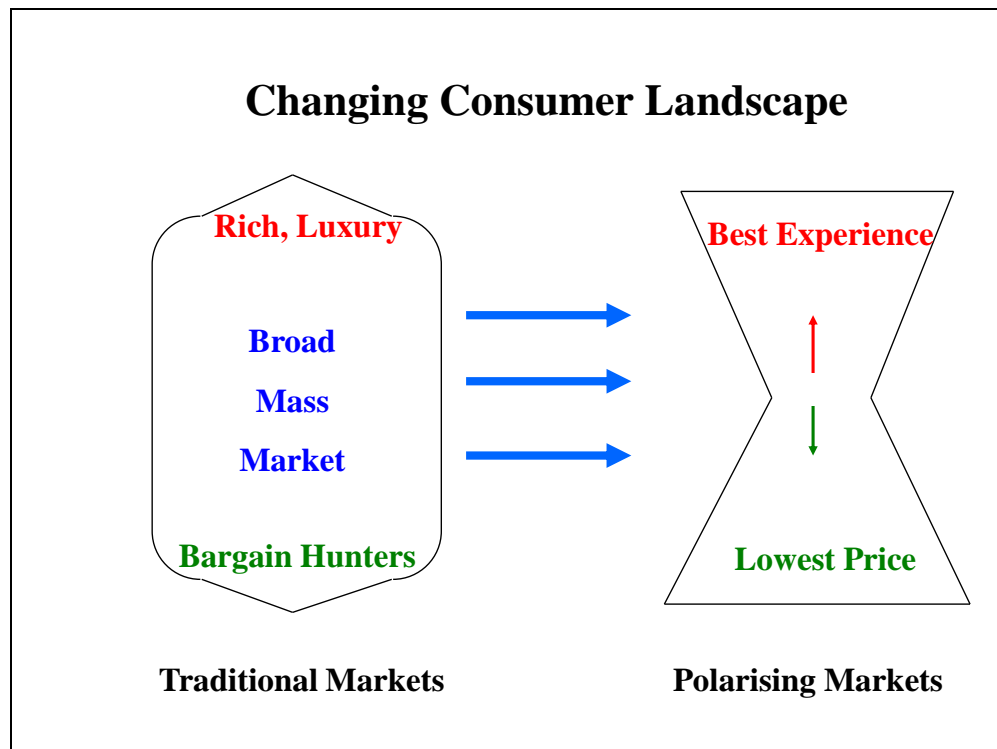 Changing Consumer Landscape
Rich, Luxury
Broad
Mass
Market
Bargain Hunters
Traditional Markets
Best Experience
Lowest Price
Polarising Markets